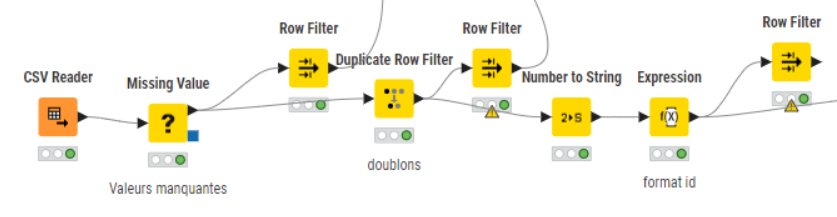 Row Filter
Row Filter
Row Filter
Duplicate Row Filter
CSV Reader
Missing Value
Number to String
Expression
?
2▸S
f(X)
doublons
format id
Valeurs manquantes